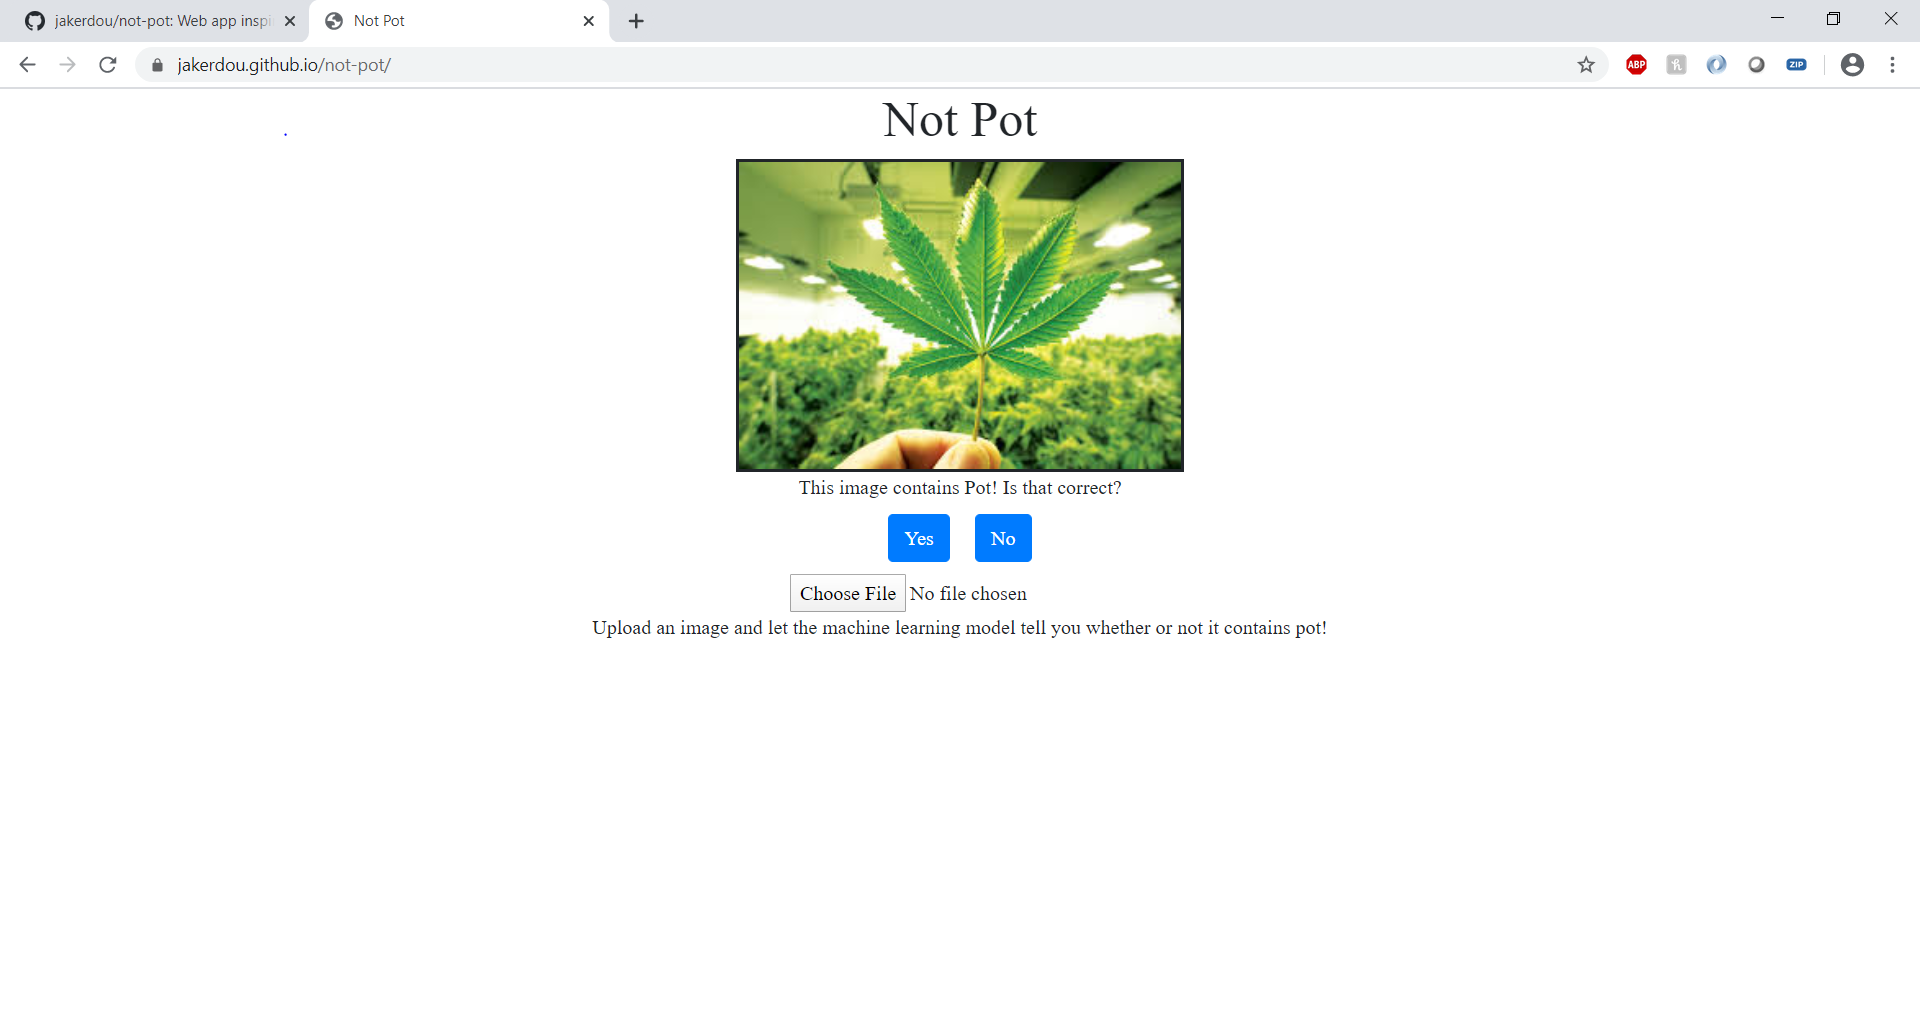 jakerdou/not-pot: Web app inspi
Not Pot
jakerdou.github.io/not-pot/
ABP
h
ZIP
Not Pot
This image contains Pot! Is that correct?
Yes
No
Choose File No file chosen
Upload an image and let the machine learning model tell you whether or not it contains pot!